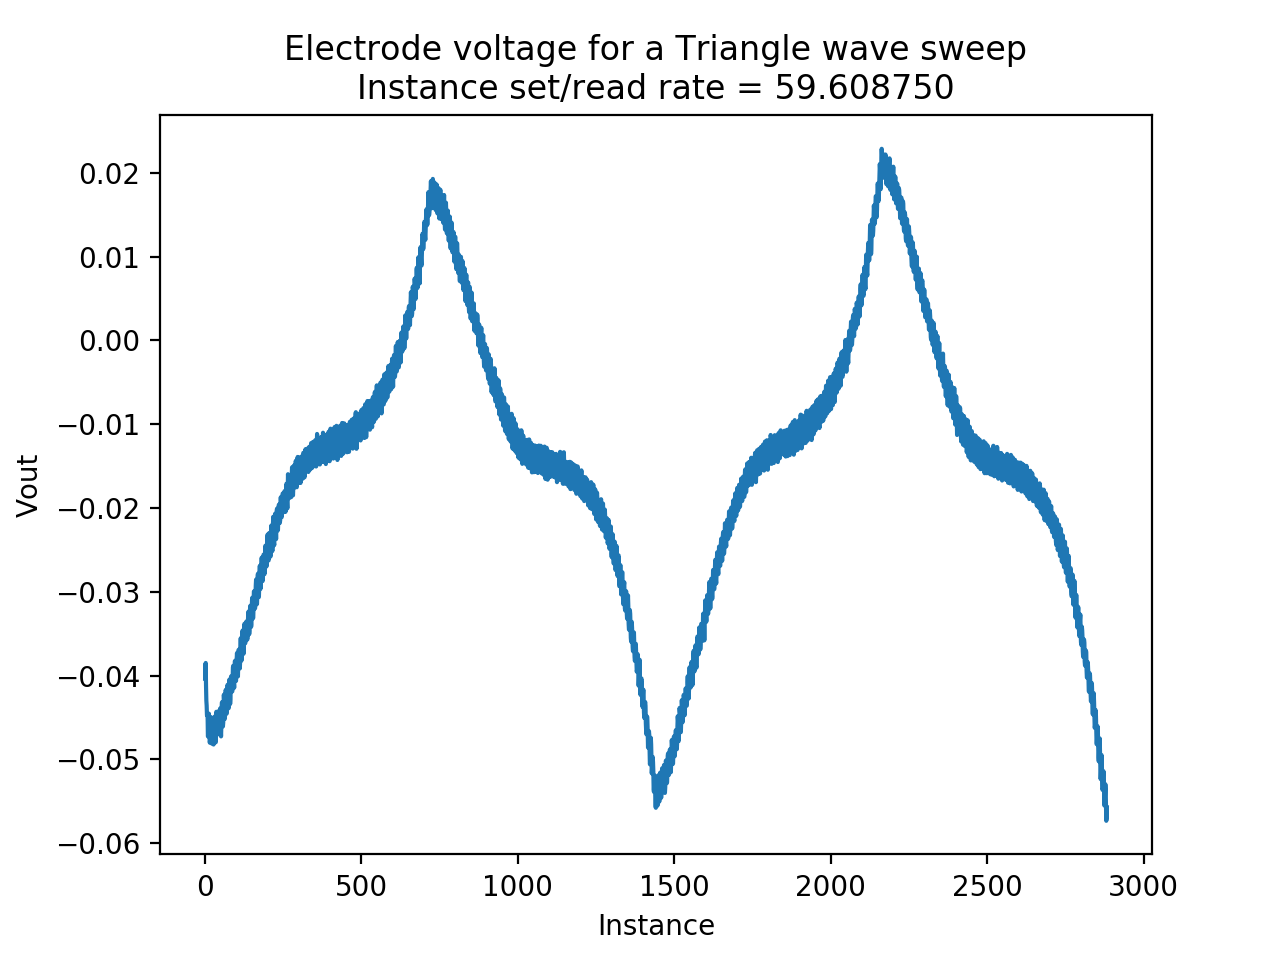 Electrode voltage for a Triangle wave sweep
Instance set/read rate = 59.608750
Vout
0.02
0.01
0.00
−0.01
−0.02
−0.03
−0.04
−0.05
−0.06
0 500 1000 1500 2000 2500 3000
Instance